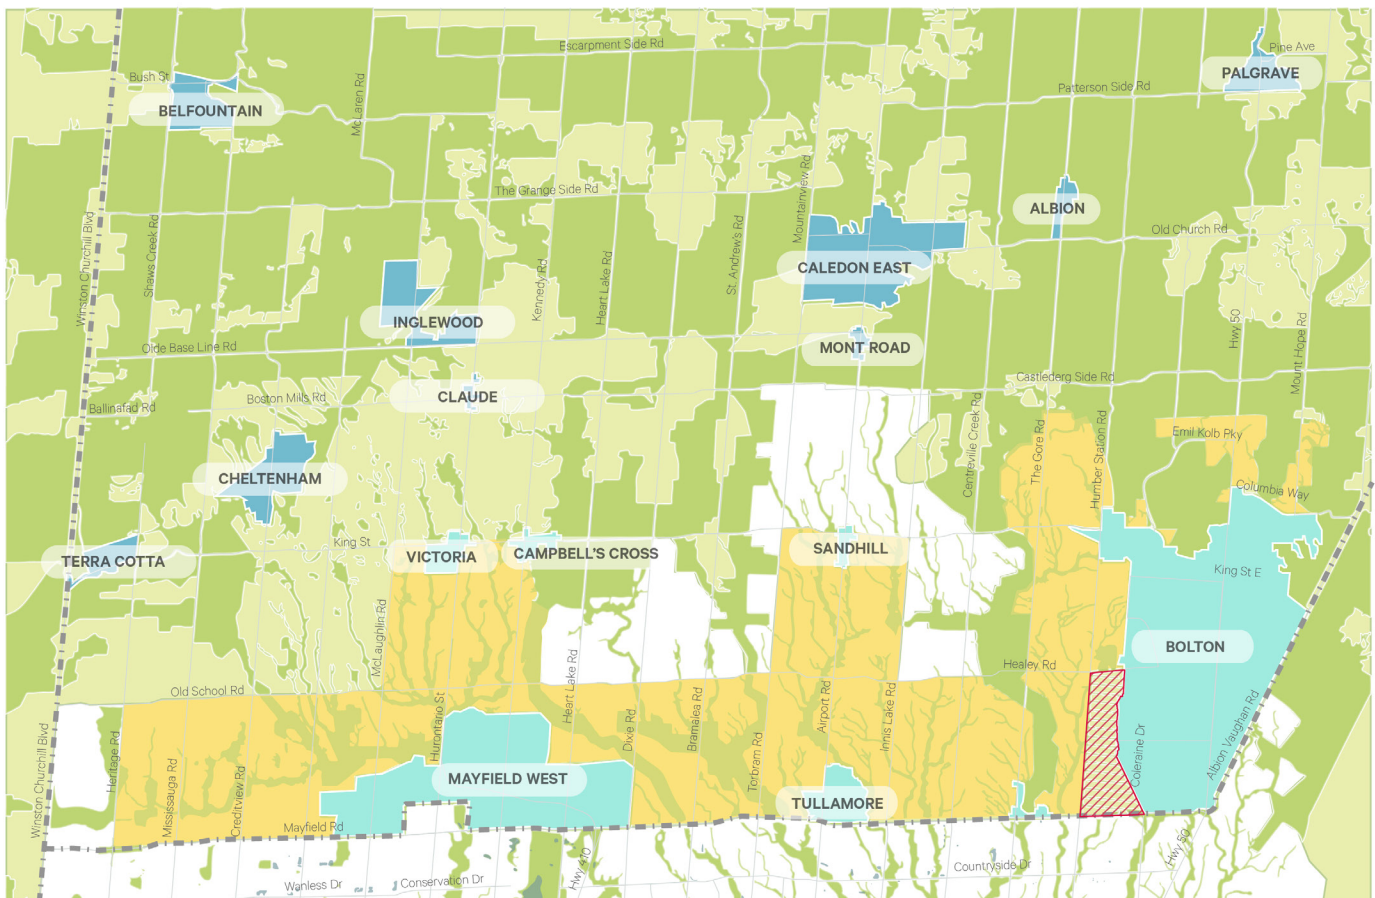 Escarpment Side Rd
Pine Ave
PALGRAVE
Bush St
Patterson Side Rd
BELFOUNTAIN
McLaren Rd
The Grange Side Rd
Mountainview Rd
ALBION
Old Church Rd
Winston Churchill Blvd
Shaws Creek Rd
St. Andrew's Rd
CALEDON EAST
Kennedy Rd
Heart Lake Rd
INGLEWOOD
Hwy 50
Mount Hope Rd
Olde Base Line Rd
MONT ROAD
Castlederg Side Rd
CLAUDE
Boston Mills Rd
Ballinafad Rd
Centreville Creek Rd
The Gore Rd
Humber Station Rd
Emil Kolb Pky
CHELTENHAM
Columbia Way
King St
VICTORIA
CAMPBELL'S CROSS
SANDHILL
TERRA COTTA
King St E
McLaughlin Rd
BOLTON
Healey Rd
Old School Rd
Heart Lake Rd
Hurontario St
Dixie Rd
Bramalea Rd
Airport Rd
Innis Lake Rd
Torbram Rd
Coleraine Dr
Albion Vaughan Rd
Winston Churchill Blvd
Heritage Rd
Mississauga Rd
Creditview Rd
MAYFIELD WEST
TULLAMORE
Mayfield Rd
Hwy 50
Hwy 410
Countryside Dr
Wanless Dr
Conservation Dr